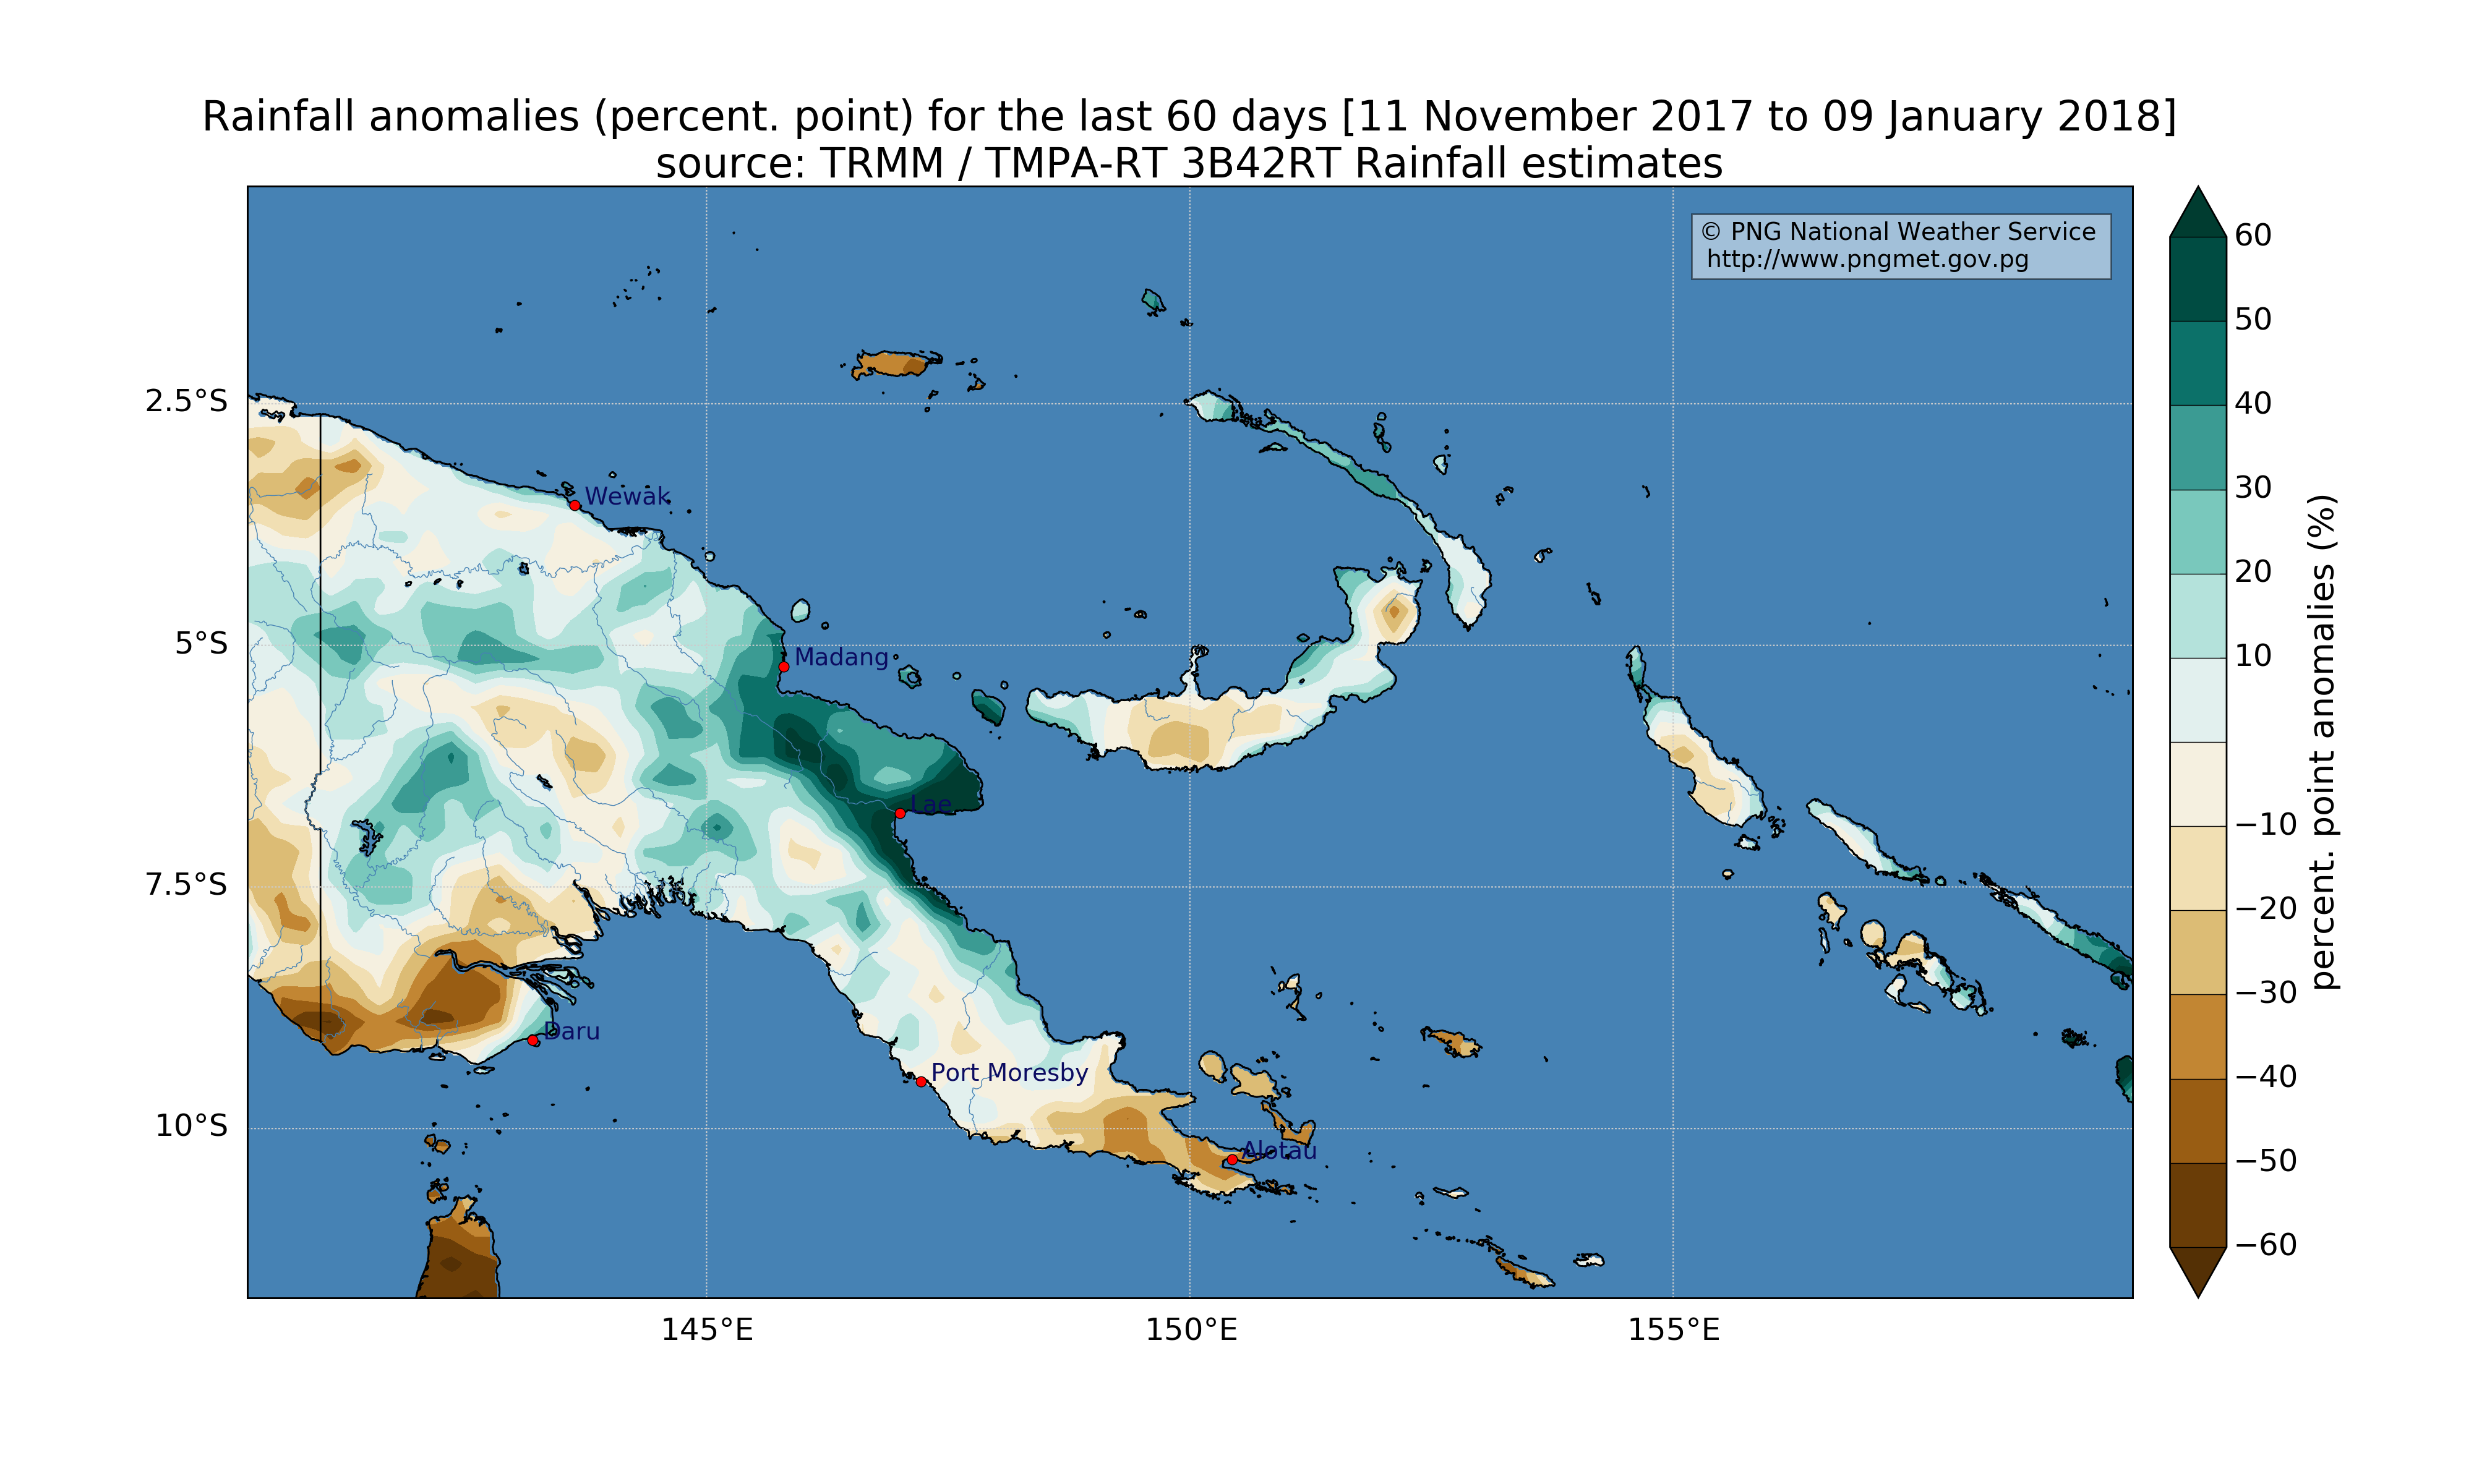 Rainfall anomalies (percent. point) for the last 60 days [11 November 2017 to 09 January 2018]
source: TRMM / TMPA-RT 3B42RT Rainfall estimates
© PNG National Weather Service
http://www.pngmet.gov.pg
60
50
40
30
20
10
−10
−20
−30
−40
−50
−60
percent. point anomalies (%)
2.5°S
5°S
7.5°S
10°S
Wewak
Madang
Lae
Daru
Port Moresby
Alotau
145°E
150°E
155°E